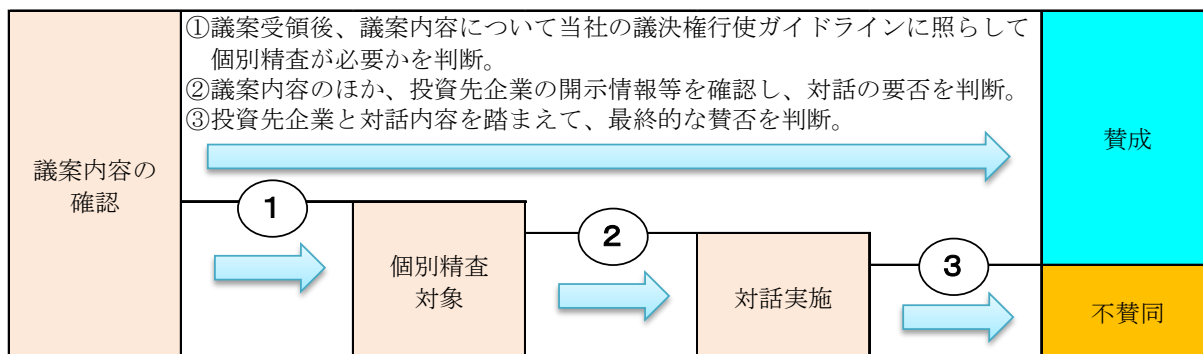 ①議案受領後、議案内容について当社の議決権行使ガイドラインに照らして
個別精査が必要かを判断。
②議案内容のほか、投資先企業の開示情報等を確認し、対話の要否を判断。
③投資先企業と対話内容を踏まえて、最終的な賛否を判断。
議案内容の
確認
1
個別精査
対象
2
対話実施
3
賛成
不賛同